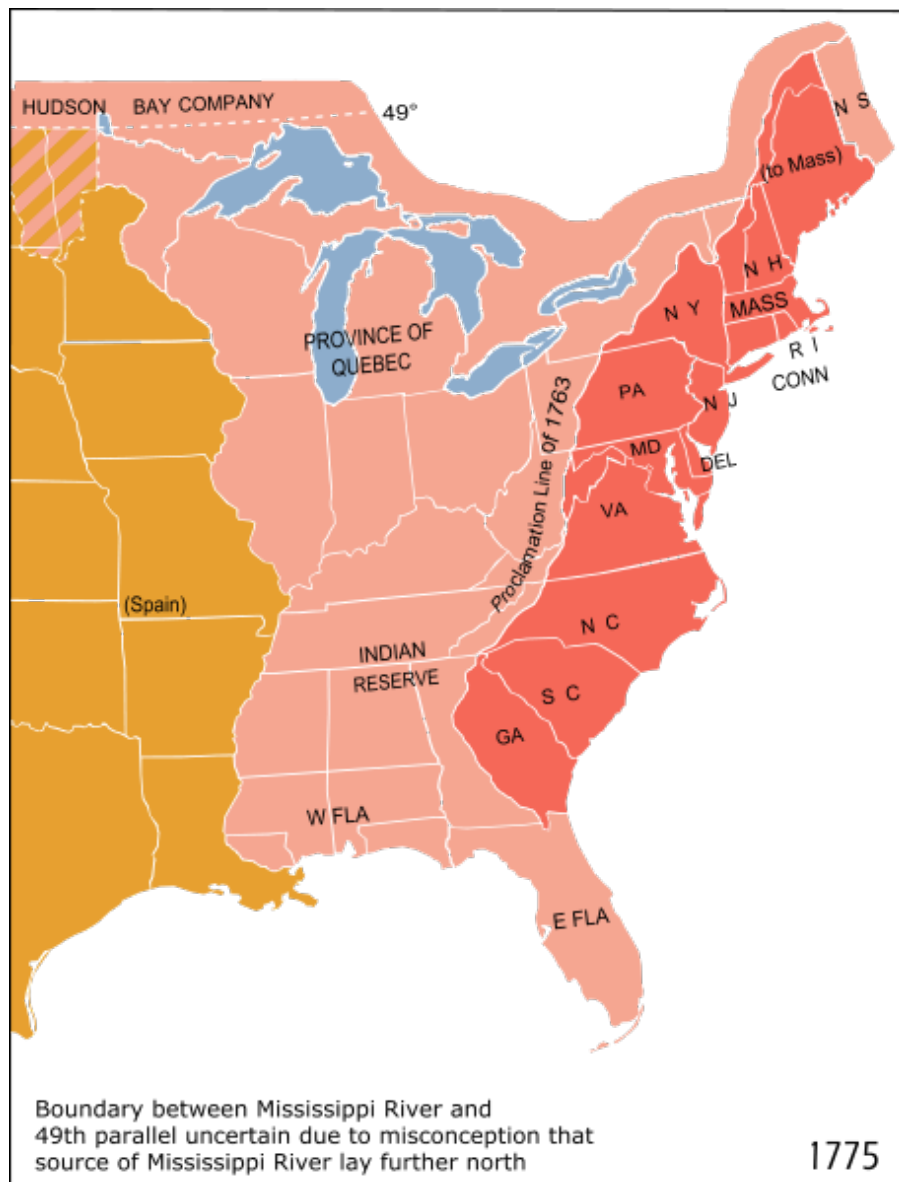 HUDSON BAY COMPANY
49°
N S
(to Mass)
N H
N Y
MASS
PROVINCE OF
QUEBEC
R I
CONN
PA
N J
Proclamation Line 0f 1763
MD
DEL
VA
(Spain)
N C
INDIAN
RESERVE
S C
GA
W FLA
E FLA
Boundary between Mississippi River and
49th parallel uncertain due to misconception that
source of Mississippi River lay further north
1775